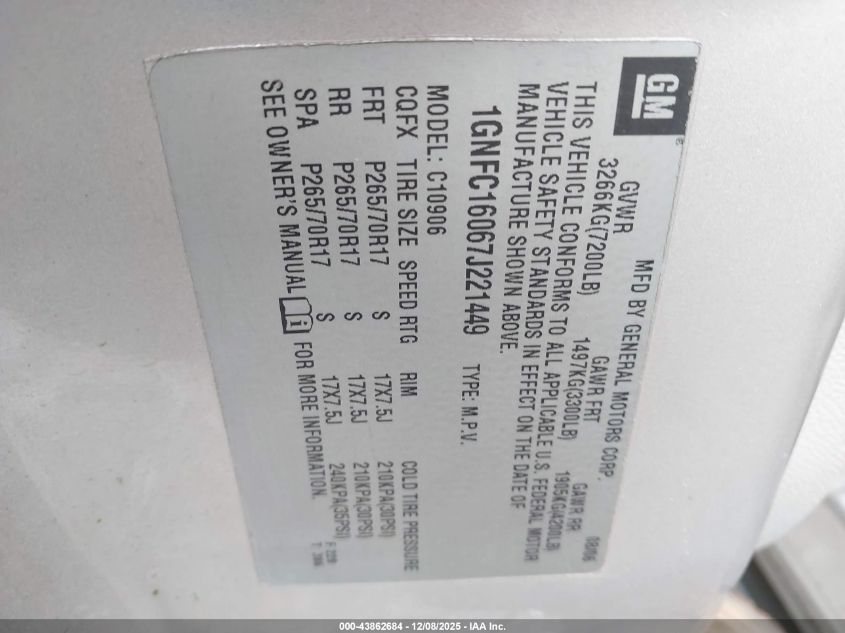 GM
MFD BY GENERAL MOTORS CORP. 10/06
GVWR GAWR FRT GAWR RR
3266KG(7200LB) 1497KG(3300LB) 1905KG(4200LB)
THIS VEHICLE CONFORMS TO ALL APPLICABLE U.S. FEDERAL MOTOR
VEHICLE SAFETY STANDARDS IN EFFECT ON THE DATE OF
MANUFACTURE SHOWN ABOVE.
1GNFC16067J221449 TYPE: M.P.V.
MODEL: C10906
CQFX TIRE SIZE SPEED RTG RIM COLD TIRE PRESSURE
FRT P265/70R17 S 17X7.5J 210KPA(30PSI)
RR P265/70R17 S 17X7.5J 210KPA(30PSI)
SPA P265/70R17 S 17X7.5J 240KPA(35PSI)
SEE OWNER'S MANUAL i FOR MORE INFORMATION.
000-43862684 - 12/08/2025 - IAA Inc.